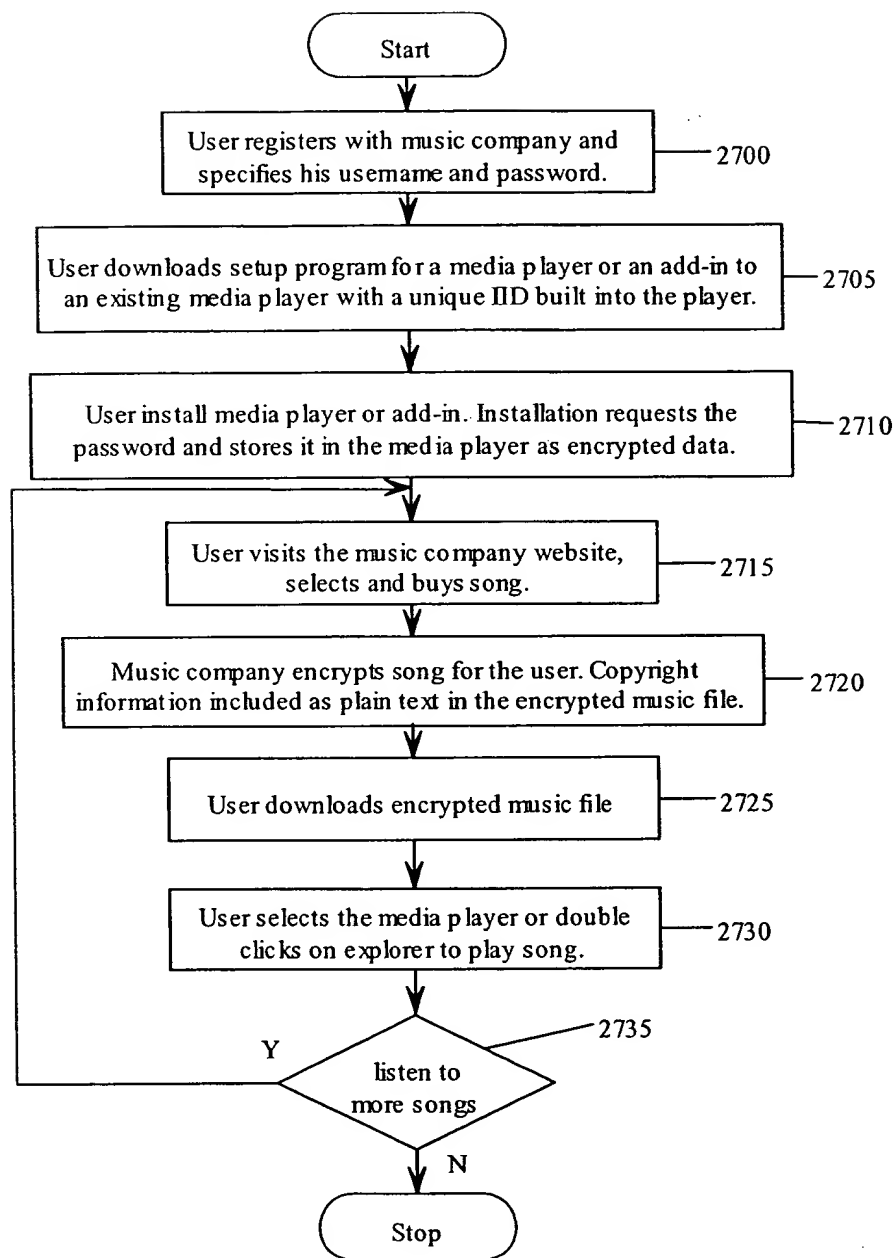 Start
User registers with music company and
specifies his username and password.
2700
User downloads setup program for a media player or an add-in to
an existing media player with a unique IID built into the player.
2705
User install media player or add-in. Installation requests the
password and stores it in the media player as encrypted data.
2710
User visits the music company website,
selects and buys song.
2715
Music company encrypts song for the user. Copyright
information included as plain text in the encrypted music file.
2720
User downloads encrypted music file
2725
User selects the media player or double
clicks on explorer to play song.
2730
2735
Y
listen to
more songs
N
Stop